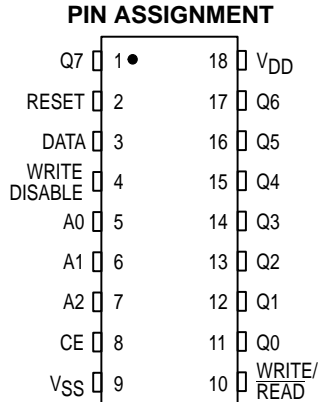 PIN ASSIGNMENT
Q7 1 18 VDD
RESET 2 17 Q6
DATA 3 16 Q5
WRITE
DISABLE 4 15 Q4
A0 5 14 Q3
A1 6 13 Q2
A2 7 12 Q1
CE 8 11 Q0
VSS 9 10 WRITE/
READ